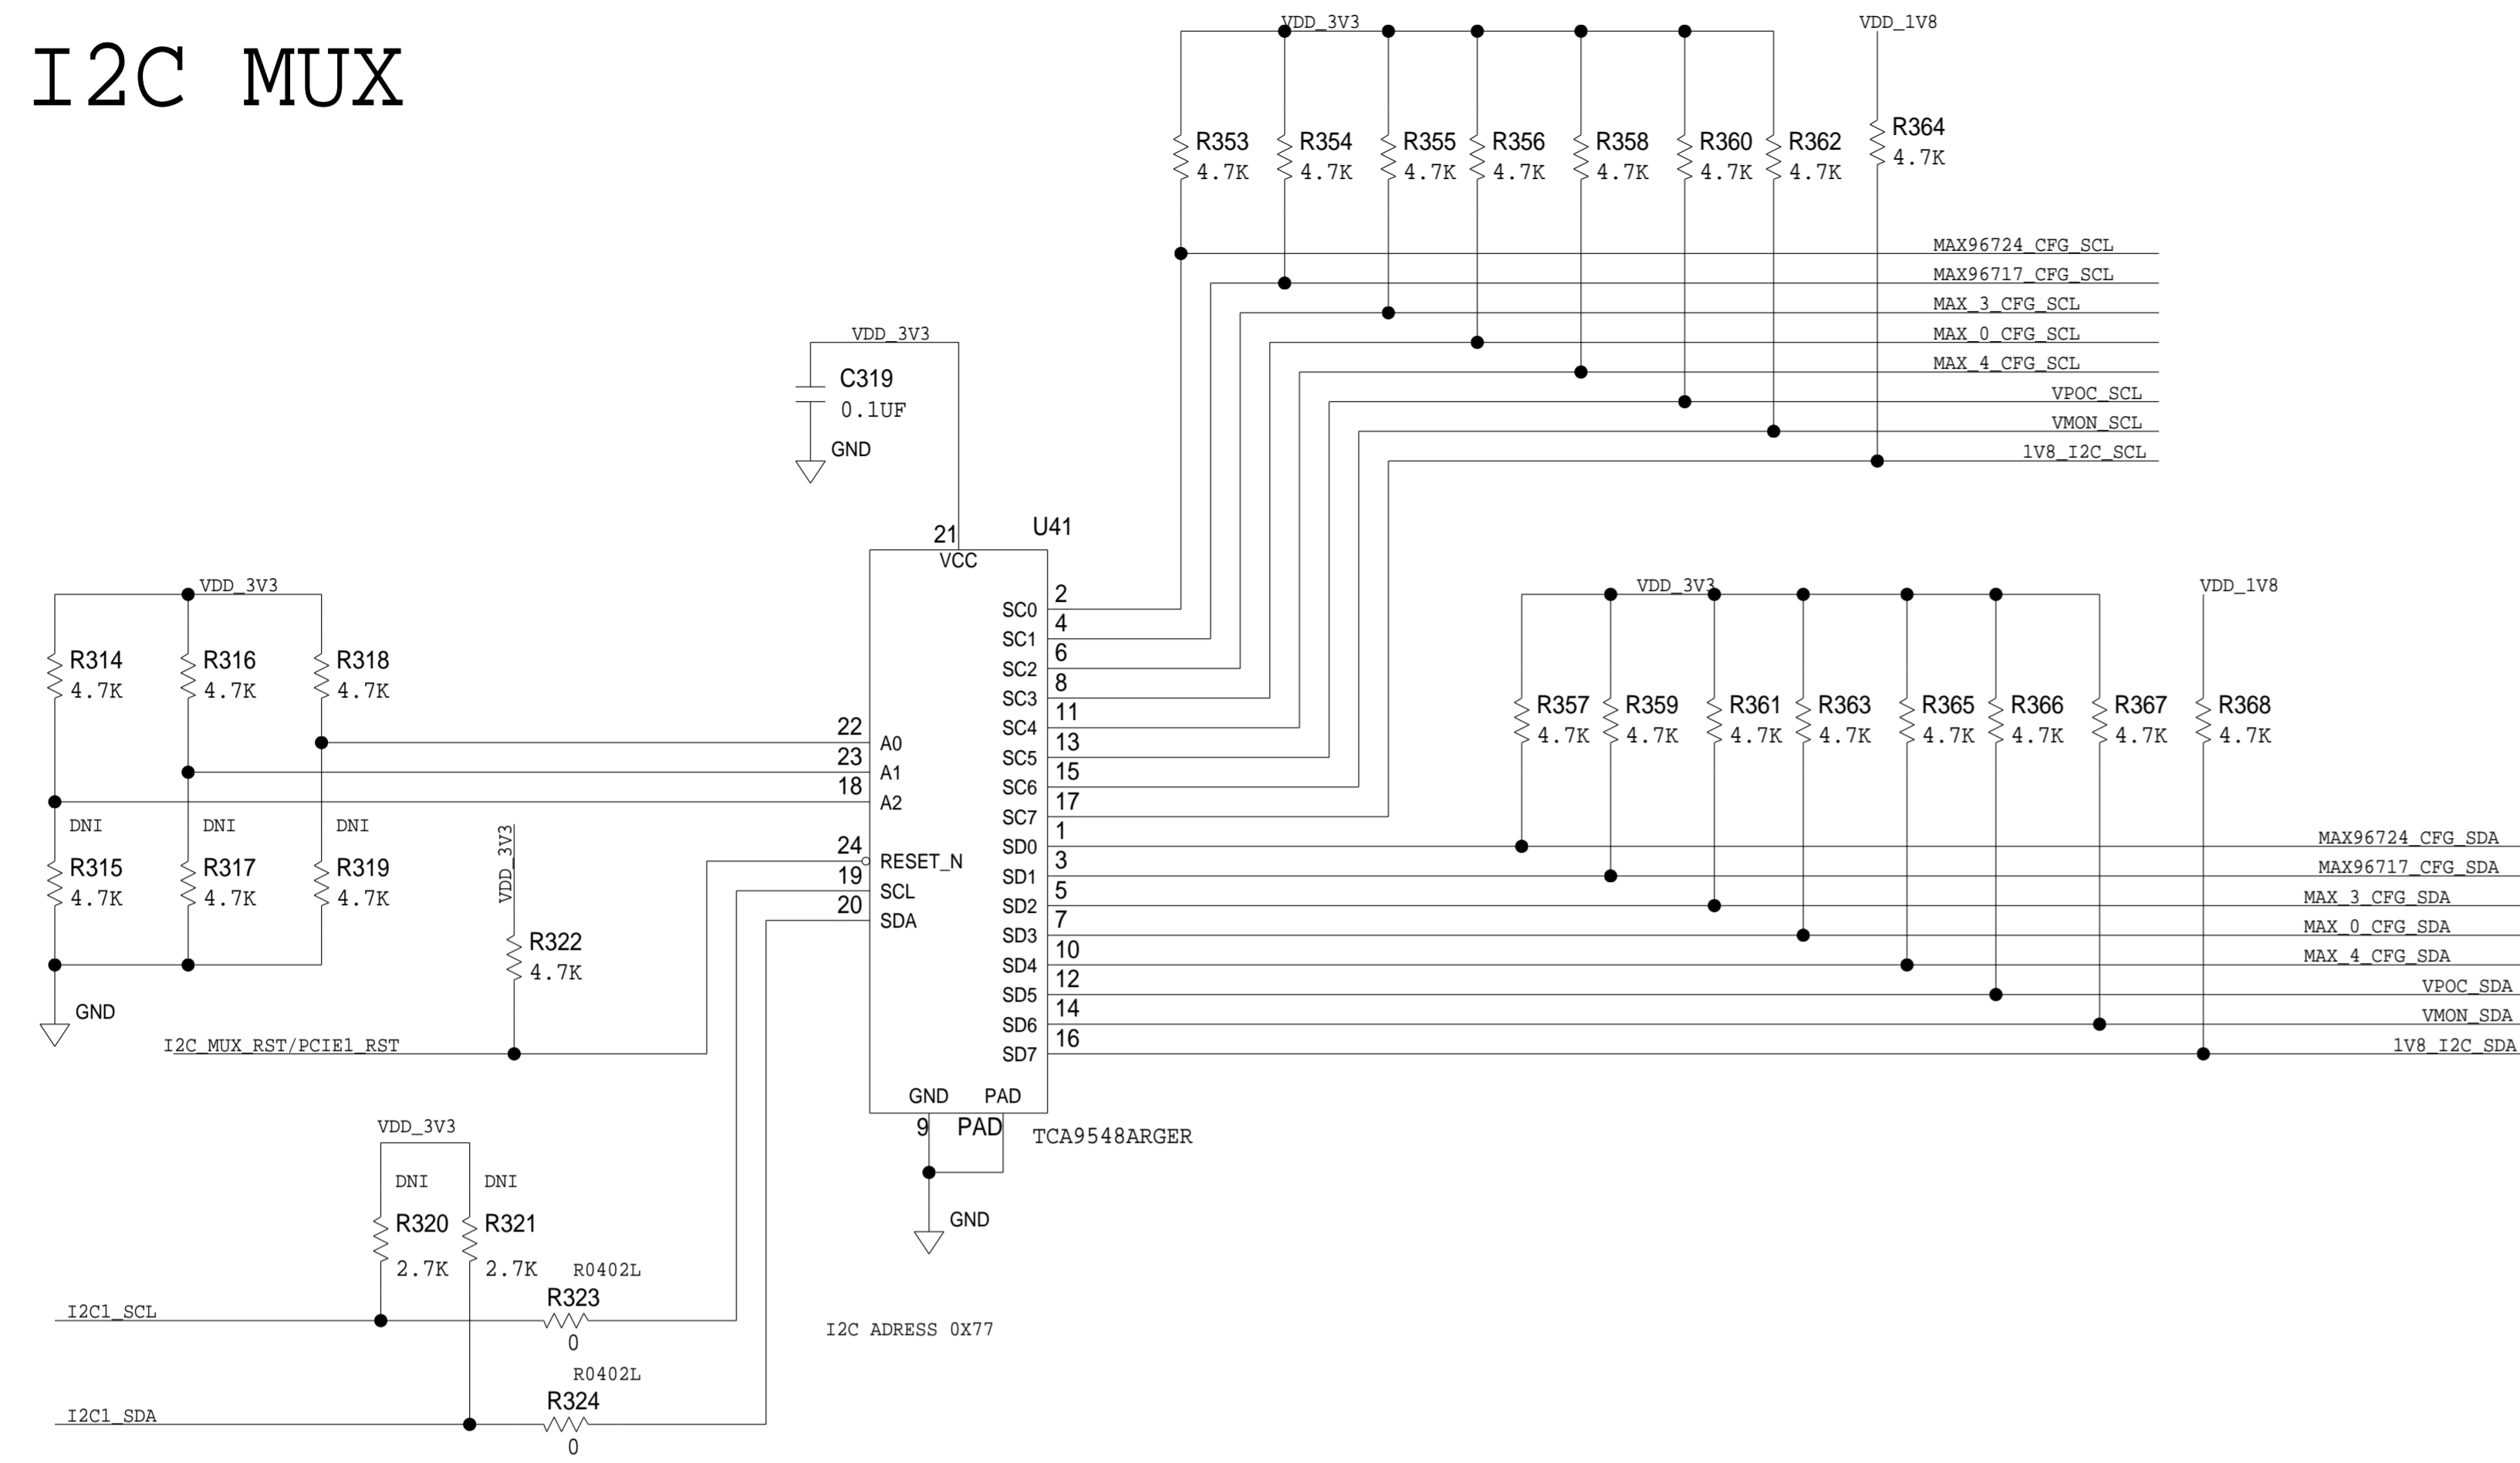 I2C MUX
VDD_3V3
VDD_1V8
R353
4.7K
R354
4.7K
R355
4.7K
R356
4.7K
R358
4.7K
R360
4.7K
R362
4.7K
R364
4.7K
MAX96724_CFG_SCL
MAX96717_CFG_SCL
MAX_3_CFG_SCL
MAX_0_CFG_SCL
MAX_4_CFG_SCL
VPOC_SCL
VMON_SCL
1V8_I2C_SCL
VDD_3V3
C319
0.1UF
GND
U41
21
VCC
2
SC0
4
SC1
6
SC2
8
SC3
11
SC4
13
SC5
15
SC6
17
SC7
1
SD0
3
SD1
5
SD2
7
SD3
10
SD4
12
SD5
14
SD6
16
SD7
22
A0
23
A1
18
A2
24
RESET_N
19
SCL
20
SDA
GND PAD
9 PAD
TCA9548ARGER
GND
I2C ADRESS 0X77
VDD_3V3
R314
4.7K
R316
4.7K
R318
4.7K
DNI
R315
4.7K
DNI
R317
4.7K
DNI
R319
4.7K
GND
VDD_3V3
R322
4.7K
I2C_MUX_RST/PCIE1_RST
VDD_3V3
DNI
R320
2.7K
DNI
R321
2.7K
I2C1_SCL
R0402L
R323
0
I2C1_SDA
R0402L
R324
0
VDD_3V3
VDD_1V8
R357
4.7K
R359
4.7K
R361
4.7K
R363
4.7K
R365
4.7K
R366
4.7K
R367
4.7K
R368
4.7K
MAX96724_CFG_SDA
MAX96717_CFG_SDA
MAX_3_CFG_SDA
MAX_0_CFG_SDA
MAX_4_CFG_SDA
VPOC_SDA
VMON_SDA
1V8_I2C_SDA